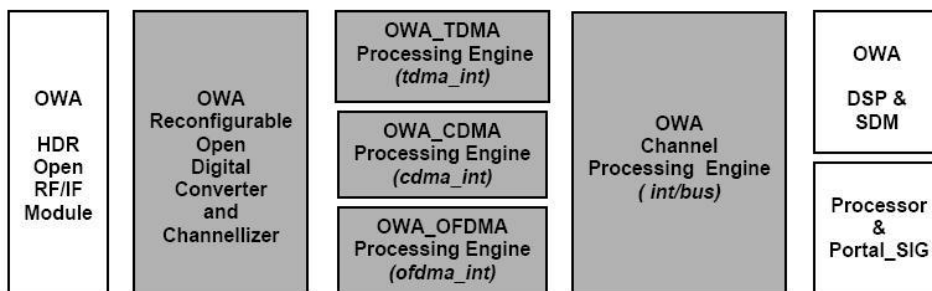 OWA
HDR
Open
RF/IF
Module
OWA
Reconfigurable
Open
Digital
Converter
and
Channellizer
OWA_TDMA
Processing Engine
(tdma_int)
OWA_CDMA
Processing Engine
(cdma_int)
OWA_OFDMA
Processing Engine
(ofdma_int)
OWA
Channel
Processing Engine
( int/bus)
OWA
DSP &
SDM
Processor
&
Portal_SIG